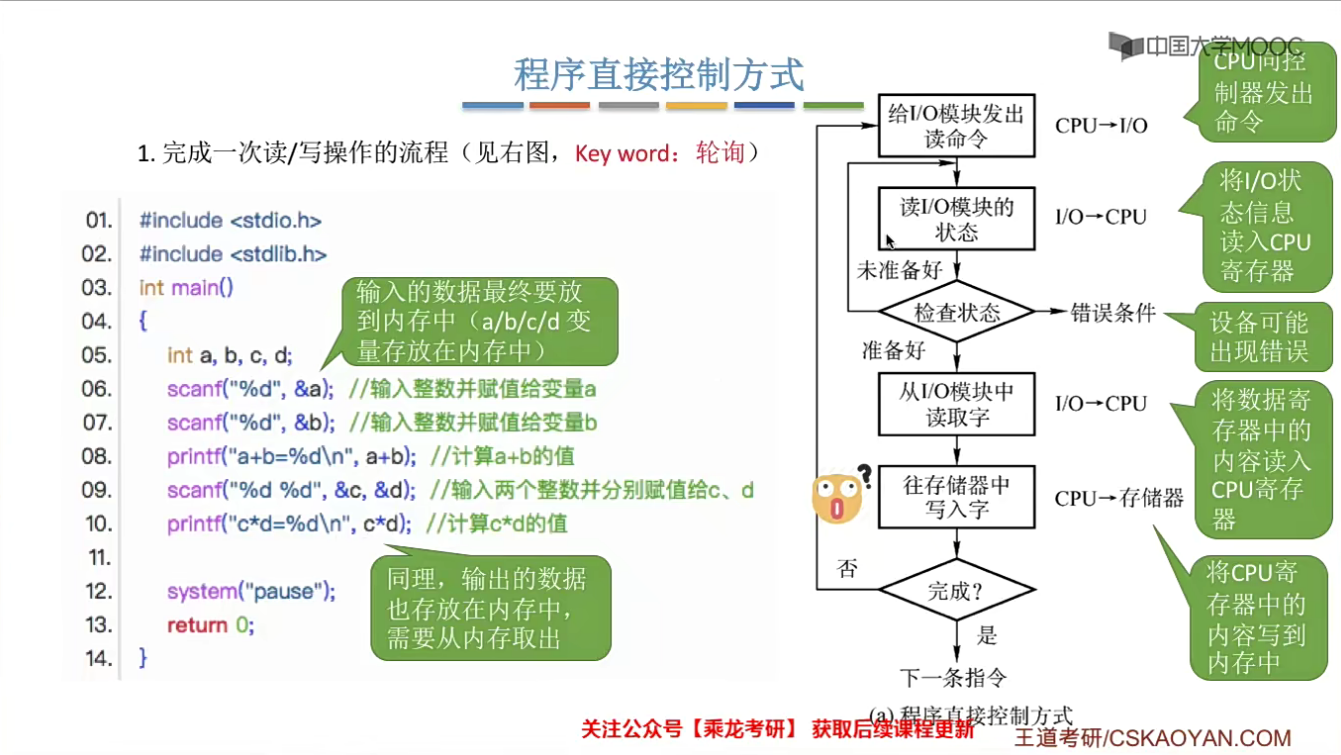 中国大学MOOC
程序直接控制方式
1. 完成一次读/写操作的流程（见右图，Key word：轮询）
01. #include <stdio.h>
02. #include <stdlib.h>
03. int main()
04. {
05. int a, b, c, d;
06. scanf("%d", &a); //输入整数并赋值给变量a
07. scanf("%d", &b); //输入整数并赋值给变量b
08. printf("a+b=%d\n", a+b); //计算a+b的值
09. scanf("%d %d", &c, &d); //输入两个整数并分别赋值给c、d
10. printf("c*d=%d\n", c*d); //计算c*d的值
11.
12. system("pause");
13. return 0;
14. }
输入的数据最终要放
到内存中（a/b/c/d 变
量存放在内存中）
同理，输出的数据
也存放在内存中，
需要从内存取出
给I/O模块发出
读命令
CPU→I/O
CPU向控
制器发出
命令
读I/O模块的
状态
I/O→CPU
将I/O状
态信息
读入CPU
寄存器
未准备好
检查状态
错误条件
设备可能
出现错误
准备好
从I/O模块中
读取字
I/O→CPU
将数据寄
存器中的
内容读入
CPU寄存
器
往存储器中
写入字
CPU→存储器
将CPU寄
存器中的
内容写到
内存中
否
完成？
是
下一条指令
(a) 程序直接控制方式
关注公众号【乘龙考研】 获取后续课程更新
王道考研/CSKAOYAN.COM